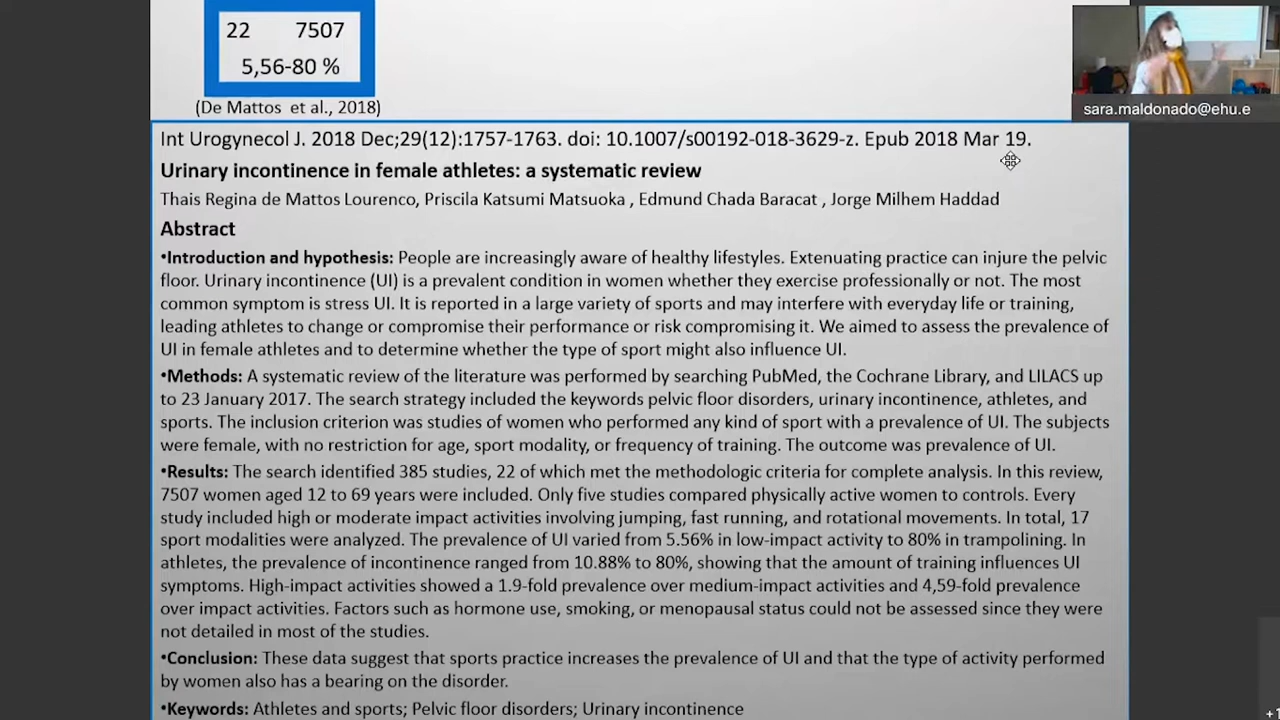 22 7507
5,56-80 %
(De Mattos et al., 2018)
sara.maldonado@ehu.e
Int Urogynecol J. 2018 Dec;29(12):1757-1763. doi: 10.1007/s00192-018-3629-z. Epub 2018 Mar 19.
Urinary incontinence in female athletes: a systematic review
Thais Regina de Mattos Lourenco, Priscila Katsumi Matsuoka , Edmund Chada Baracat , Jorge Milhem Haddad
Abstract
•Introduction and hypothesis: People are increasingly aware of healthy lifestyles. Extenuating practice can injure the pelvic
floor. Urinary incontinence (UI) is a prevalent condition in women whether they exercise professionally or not. The most
common symptom is stress UI. It is reported in a large variety of sports and may interfere with everyday life or training,
leading athletes to change or compromise their performance or risk compromising it. We aimed to assess the prevalence of
UI in female athletes and to determine whether the type of sport might also influence UI.
•Methods: A systematic review of the literature was performed by searching PubMed, the Cochrane Library, and LILACS up
to 23 January 2017. The search strategy included the keywords pelvic floor disorders, urinary incontinence, athletes, and
sports. The inclusion criterion was studies of women who performed any kind of sport with a prevalence of UI. The subjects
were female, with no restriction for age, sport modality, or frequency of training. The outcome was prevalence of UI.
•Results: The search identified 385 studies, 22 of which met the methodologic criteria for complete analysis. In this review,
7507 women aged 12 to 69 years were included. Only five studies compared physically active women to controls. Every
study included high or moderate impact activities involving jumping, fast running, and rotational movements. In total, 17
sport modalities were analyzed. The prevalence of UI varied from 5.56% in low-impact activity to 80% in trampolining. In
athletes, the prevalence of incontinence ranged from 10.88% to 80%, showing that the amount of training influences UI
symptoms. High-impact activities showed a 1.9-fold prevalence over medium-impact activities and 4,59-fold prevalence
over impact activities. Factors such as hormone use, smoking, or menopausal status could not be assessed since they were
not detailed in most of the studies.
•Conclusion: These data suggest that sports practice increases the prevalence of UI and that the type of activity performed
by women also has a bearing on the disorder.
•Keywords: Athletes and sports; Pelvic floor disorders; Urinary incontinence